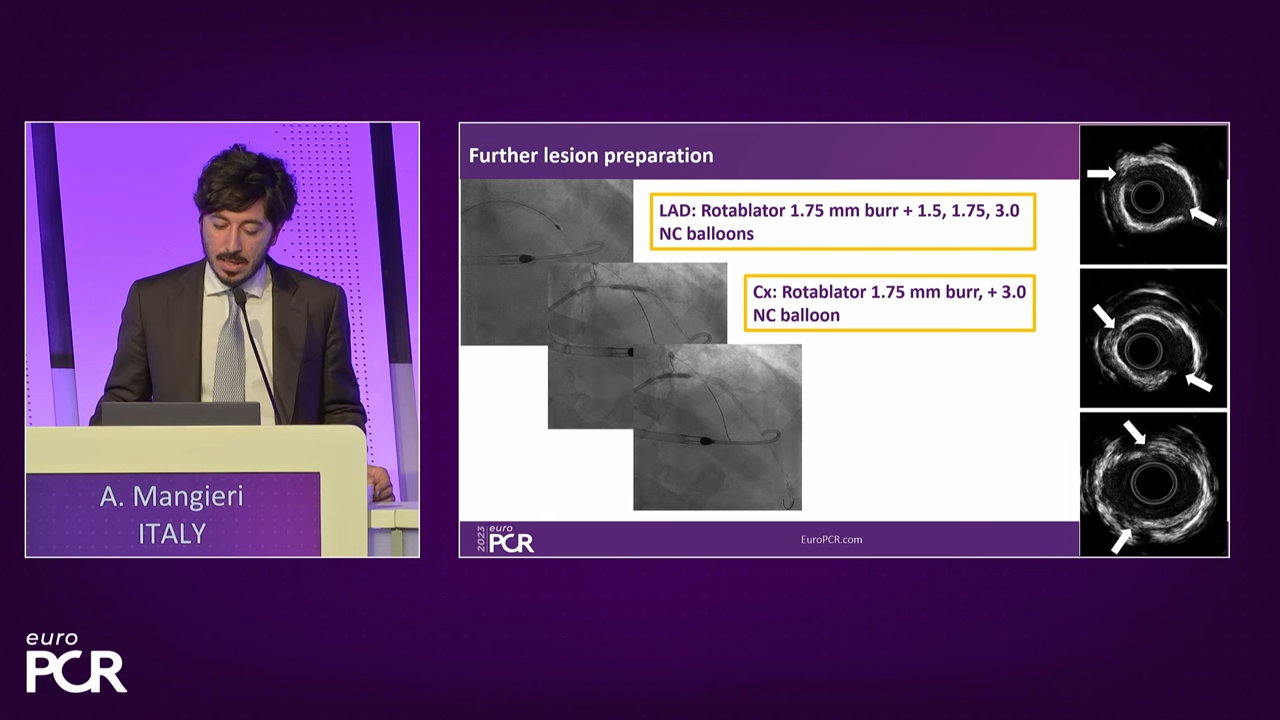 Further lesion preparation
LAD: Rotablator 1.75 mm burr + 1.5, 1.75, 3.0
NC balloons
Cx: Rotablator 1.75 mm burr, + 3.0
NC balloon
A. Mangieri
ITALY
2023 euro
PCR
EuroPCR.com
euro
PCR